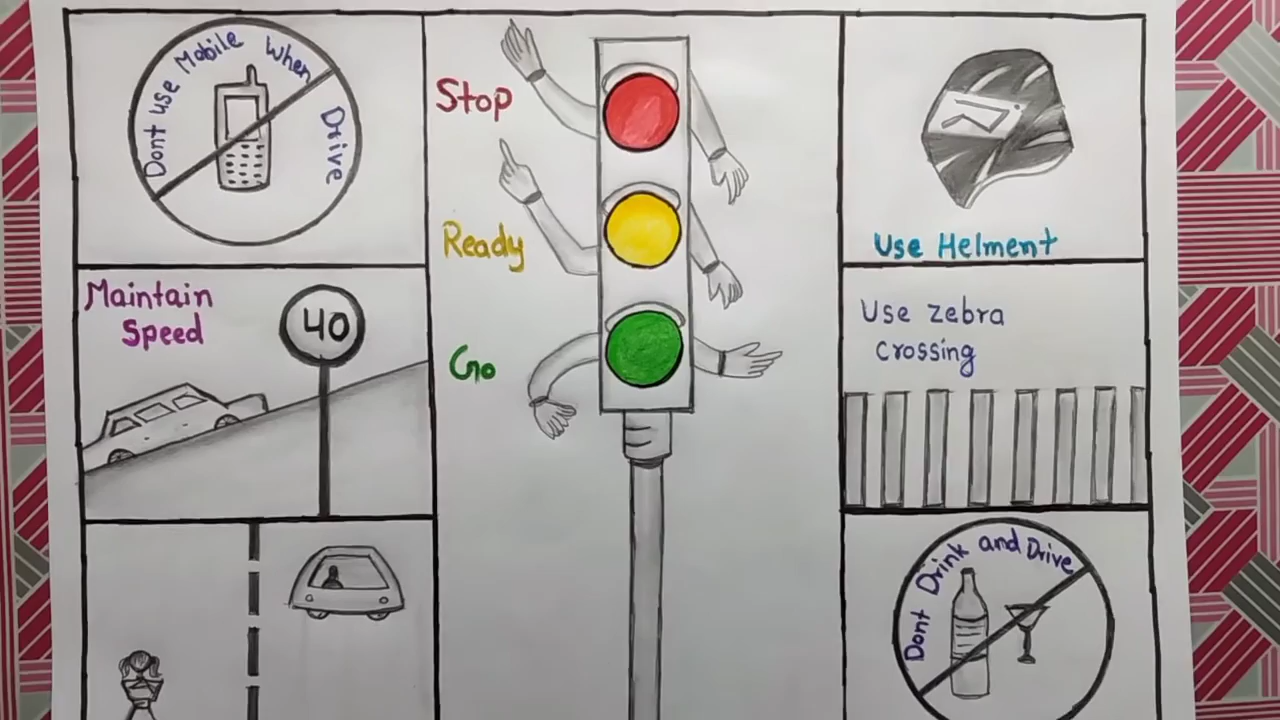 Dont use Mobile When Drive
Maintain
Speed
40
Stop
Ready
Go
Use Helment
Use zebra
crossing
Dont Drink and Drive